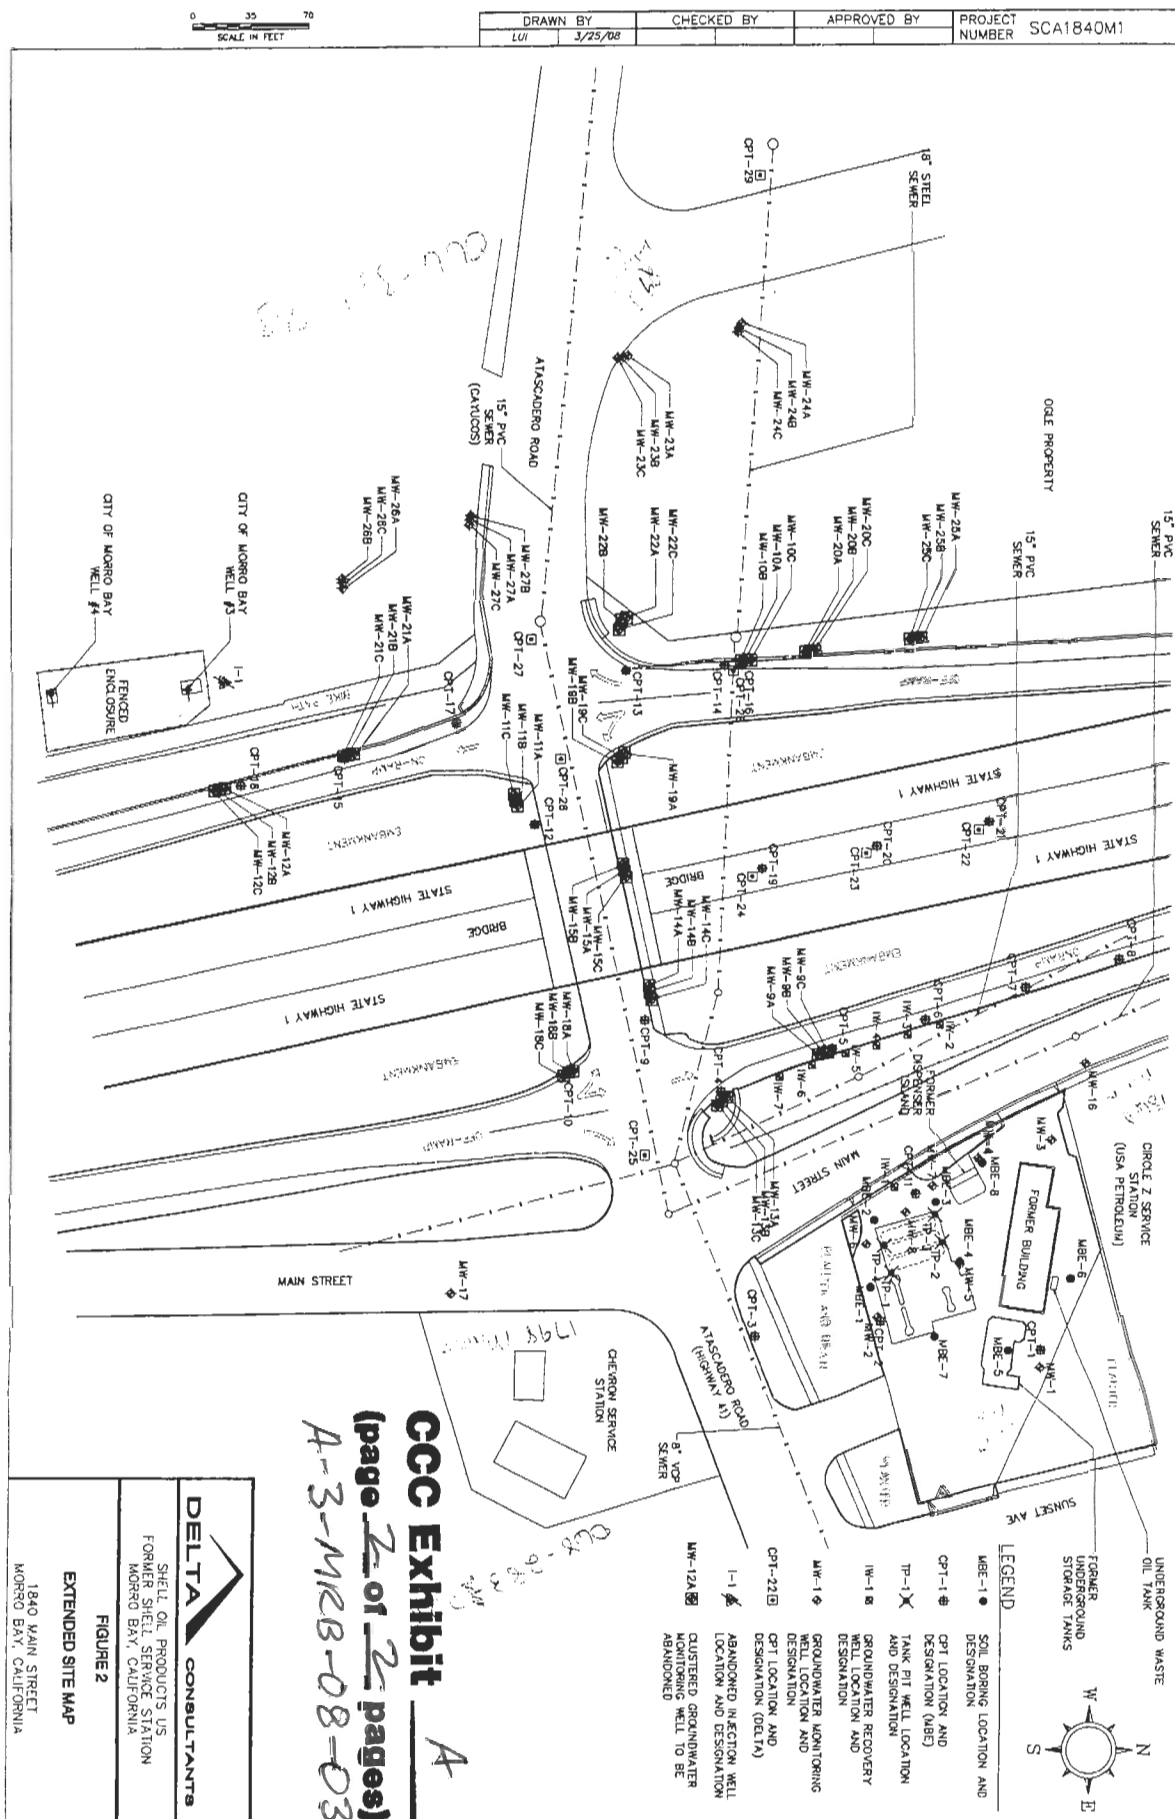 0 35 70
SCALE IN FEET
DRAWN BY
LUI
3/25/08
CHECKED BY
APPROVED BY
PROJECT NUMBER SCA1840M1
18" STEEL
SEWER
CPT-29
MW-24A
MW-24B
MW-24C
OGLE PROPERTY
MW-23A
MW-23B
MW-23C
ATASCADERO ROAD
15" PVC
SEWER
(CAYUCOS)
15" PVC
SEWER
15" PVC
SEWER
MW-25A
MW-25B
MW-25C
MW-20C
MW-20B
MW-20A
MW-10C
MW-10A
MW-10B
MW-22C
MW-22A
MW-22B
MW-27B
MW-27A
MW-27C
MW-26A
MW-28C
MW-26B
CITY OF MORRO BAY
WELL #3
CITY OF MORRO BAY
WELL #4
MW-21A
MW-21B
MW-21C
I-1
FENCED
ENCLOSURE
BIKE PATH
CPT-17
CPT-27
CPT-13
CPT-14
CPT-16
OFF-RAMP
MW-19C
MW-19B
MW-19A
MW-11A
MW-11B
MW-11C
CPT-28
CPT-12
CPT-15
CPT-18
ON-RAMP
MW-12A
MW-12B
MW-12C
EMBANKMENT
EMBANKMENT
STATE HIGHWAY 1
STATE HIGHWAY 1
STATE HIGHWAY 1
STATE HIGHWAY 1
BRIDGE
BRIDGE
CPT-21
CPT-22
CPT-20
CPT-23
CPT-19
CPT-24
MW-15C
MW-15A
MW-15B
MW-14C
MW-14B
MW-14A
EMBANKMENT
EMBANKMENT
ON-RAMP
CPT-8
CPT-7
CPT-6
IW-2
IW-3
IW-4
CPT-5
IW-5
IW-6
IW-7
MW-9C
MW-9B
MW-9A
CPT-9
CPT-4
MW-18A
MW-18B
MW-18C
CPT-10
OFF-RAMP
CPT-25
MW-13A
MW-13B
MW-13C
MAIN STREET
MAIN STREET
MW-17
FORMER
DISPENSER
ISLAND
MW-16
MW-3
CIRCLE Z SERVICE
STATION
(USA PETROLEUM)
MBE-8
FORMER BUILDING
MBE-6
MBE-3
MBE-4
MW-5
MW-7
MW-8
MW-6
MBE-2
TP-2
TP-1
MBE-1
MW-2
CPT-2
MBE-7
CPT-1
MW-1
MBE-5
PLANTER
PLANTER
CPT-3
ATASCADERO ROAD
(HIGHWAY 41)
8" VCP
SEWER
CHEVRON SERVICE
STATION
SUNSET AVE
UNDERGROUND WASTE
OIL TANK
FORMER
UNDERGROUND
STORAGE TANKS
LEGEND
MBE-1 SOIL BORING LOCATION AND
DESIGNATION
CPT-1 CPT LOCATION AND
DESIGNATION (MBE)
TP-1 TANK PIT WELL LOCATION
AND DESIGNATION
IW-1 GROUNDWATER RECOVERY
WELL LOCATION AND
DESIGNATION
MW-1 GROUNDWATER MONITORING
WELL LOCATION AND
DESIGNATION
CPT-22 CPT LOCATION AND
DESIGNATION (DELTA)
I-1 ABANDONED INJECTION WELL
LOCATION AND DESIGNATION
MW-12A CLUSTERED GROUNDWATER
MONITORING WELL TO BE
ABANDONED
N
W
E
S
CCC Exhibit A
(page 2 of 2 pages)
A-3-MRB-08-03
DELTA
CONSULTANTS
SHELL OIL PRODUCTS US
FORMER SHELL SERVICE STATION
MORRO BAY, CALIFORNIA
FIGURE 2
EXTENDED SITE MAP
1840 MAIN STREET
MORRO BAY, CALIFORNIA